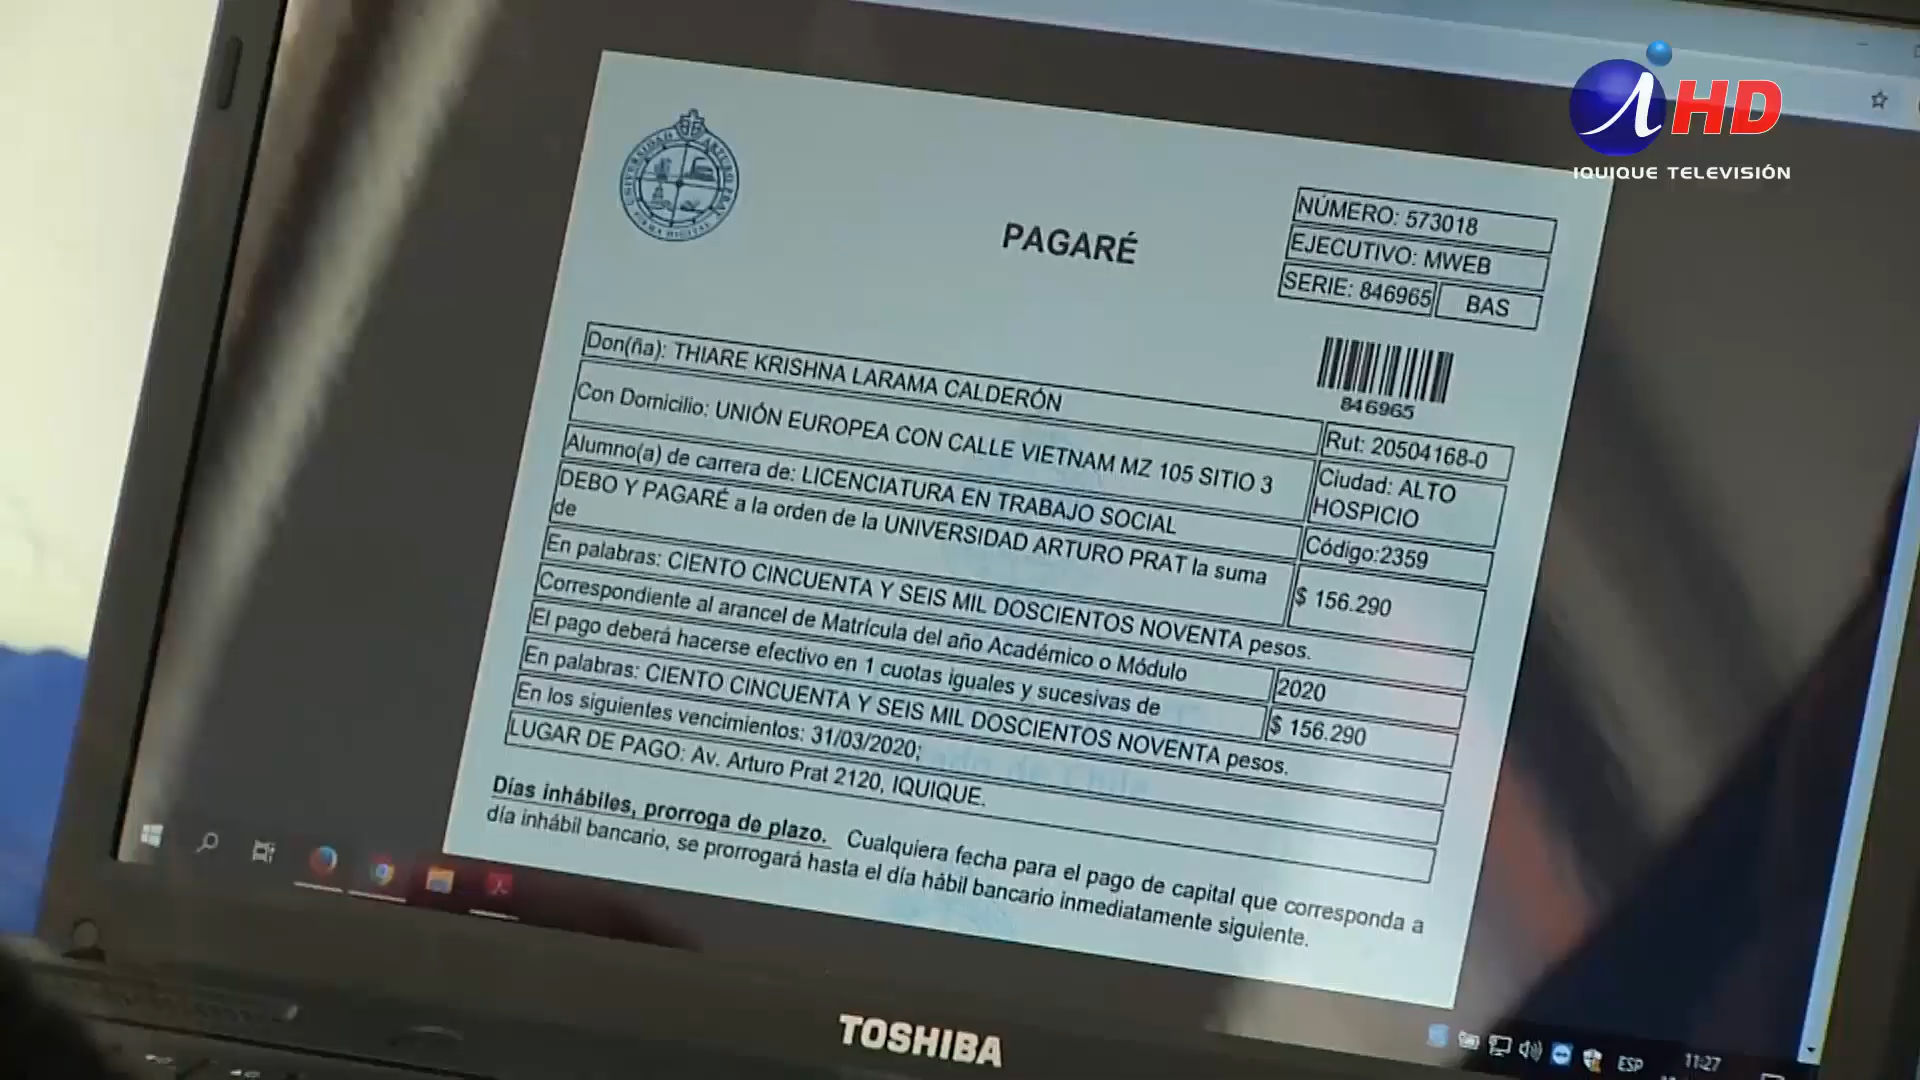 HD
IQUIQUE TELEVISIÓN
UNIVERSIDAD ARTURO PRAT
PAGARÉ
NÚMERO: 573018
EJECUTIVO: MWEB
SERIE: 846965 BAS
846965
Don(ña): THIARE KRISHNA LARAMA CALDERÓN
Rut: 20504168-0
Con Domicilio: UNIÓN EUROPEA CON CALLE VIETNAM MZ 105 SITIO 3
Ciudad: ALTO
HOSPICIO
Alumno(a) de carrera de: LICENCIATURA EN TRABAJO SOCIAL
Código:2359
DEBO Y PAGARÉ a la orden de la UNIVERSIDAD ARTURO PRAT la suma
de
$ 156.290
En palabras: CIENTO CINCUENTA Y SEIS MIL DOSCIENTOS NOVENTA pesos.
Correspondiente al arancel de Matrícula del año Académico o Módulo
2020
El pago deberá hacerse efectivo en 1 cuotas iguales y sucesivas de
$ 156.290
En palabras: CIENTO CINCUENTA Y SEIS MIL DOSCIENTOS NOVENTA pesos.
En los siguientes vencimientos: 31/03/2020;
LUGAR DE PAGO: Av. Arturo Prat 2120, IQUIQUE.
Días inhábiles, prorroga de plazo. Cualquiera fecha para el pago de capital que corresponda a
día inhábil bancario, se prorrogará hasta el día hábil bancario inmediatamente siguiente.
ESP
11:27
TOSHIBA